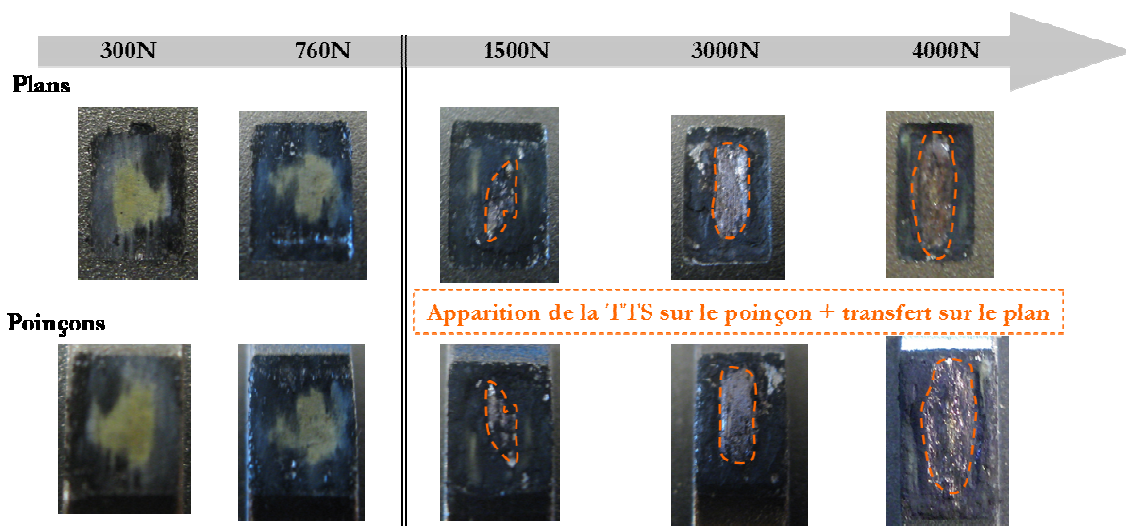 300N 760N 1500N 3000N 4000N
Plans
Apparition de la TTS sur le poinçon + transfert sur le plan
Poinçons